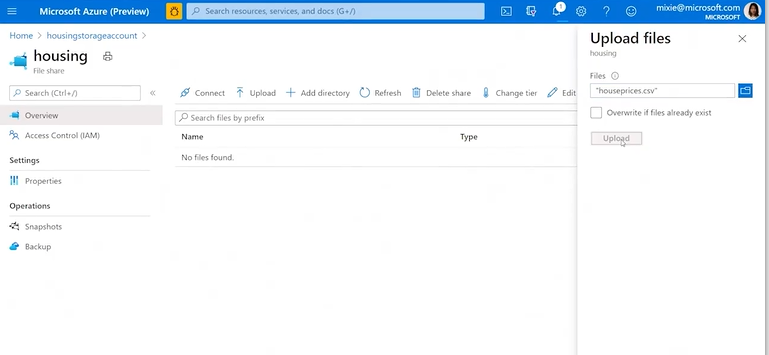 Microsoft Azure (Preview)
Search resources, services, and docs (G+/)
1
mixie@microsoft.com
MICROSOFT
Home > housingstorageaccount >
housing
File share
Search (Ctrl+/)
«
Overview
Access Control (IAM)
Settings
Properties
Operations
Snapshots
Backup
Connect
Upload
Add directory
Refresh
Delete share
Change tier
Edit
Search files by prefix
Name
Type
No files found.
Upload files
housing
Files
"houseprices.csv"
Overwrite if files already exist
Upload